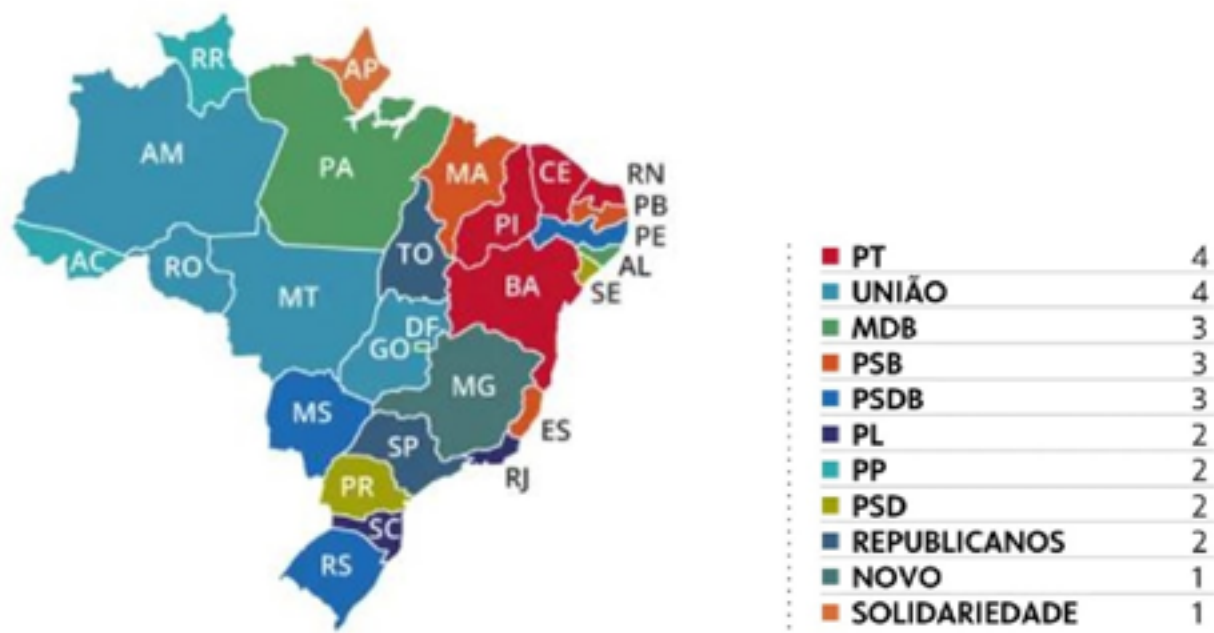 RR
AP
AM
PA
MA
CE
RN
PB
PI
PE
AC
RO
TO
AL
SE
BA
MT
DF
GO
MG
MS
ES
SP
RJ
PR
SC
RS
PT 4
UNIÃO 4
MDB 3
PSB 3
PSDB 3
PL 2
PP 2
PSD 2
REPUBLICANOS 2
NOVO 1
SOLIDARIEDADE 1